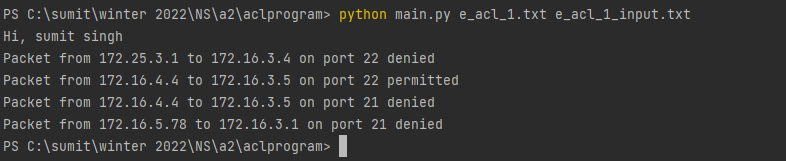 PS C:\sumit\winter 2022\NS\a2\aclprogram> python main.py e_acl_1.txt e_acl_1_input.txt
Hi, sumit singh
Packet from 172.25.3.1 to 172.16.3.4 on port 22 denied
Packet from 172.16.4.4 to 172.16.3.5 on port 22 permitted
Packet from 172.16.4.4 to 172.16.3.5 on port 21 denied
Packet from 172.16.5.78 to 172.16.3.1 on port 21 denied
PS C:\sumit\winter 2022\NS\a2\aclprogram>